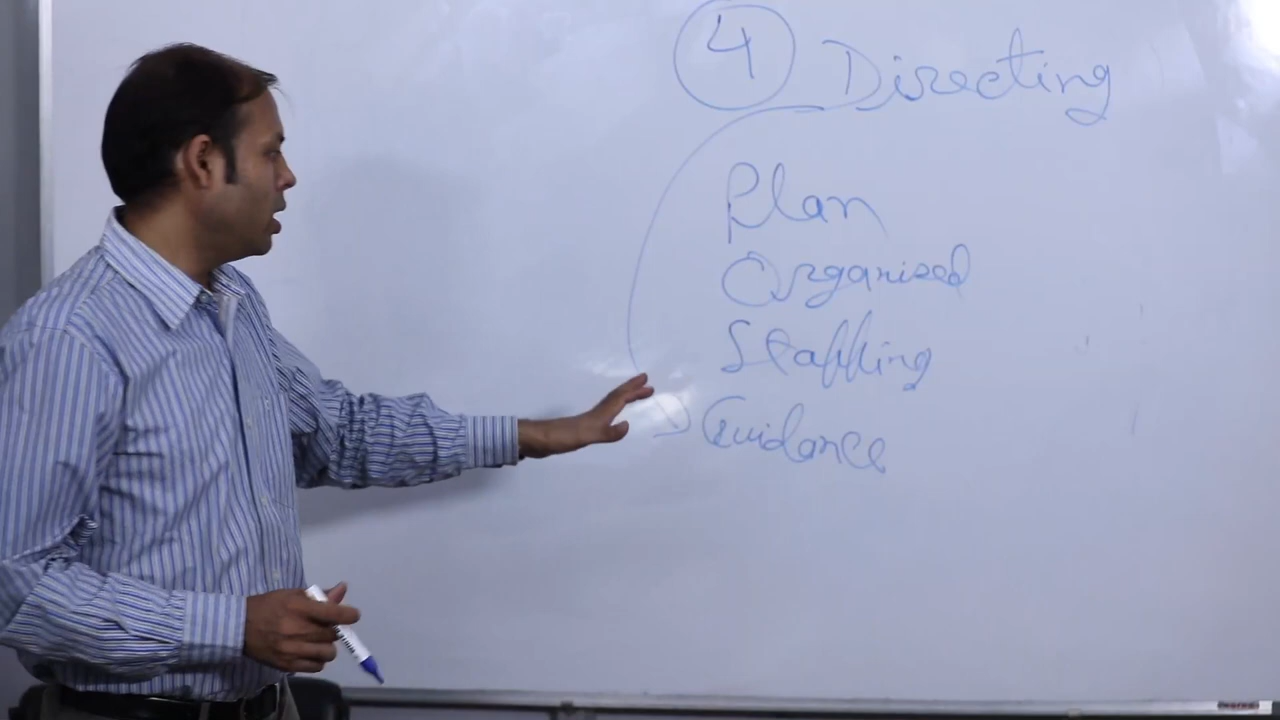 4 Directing
Plan
Organised
Staffing
Guidance